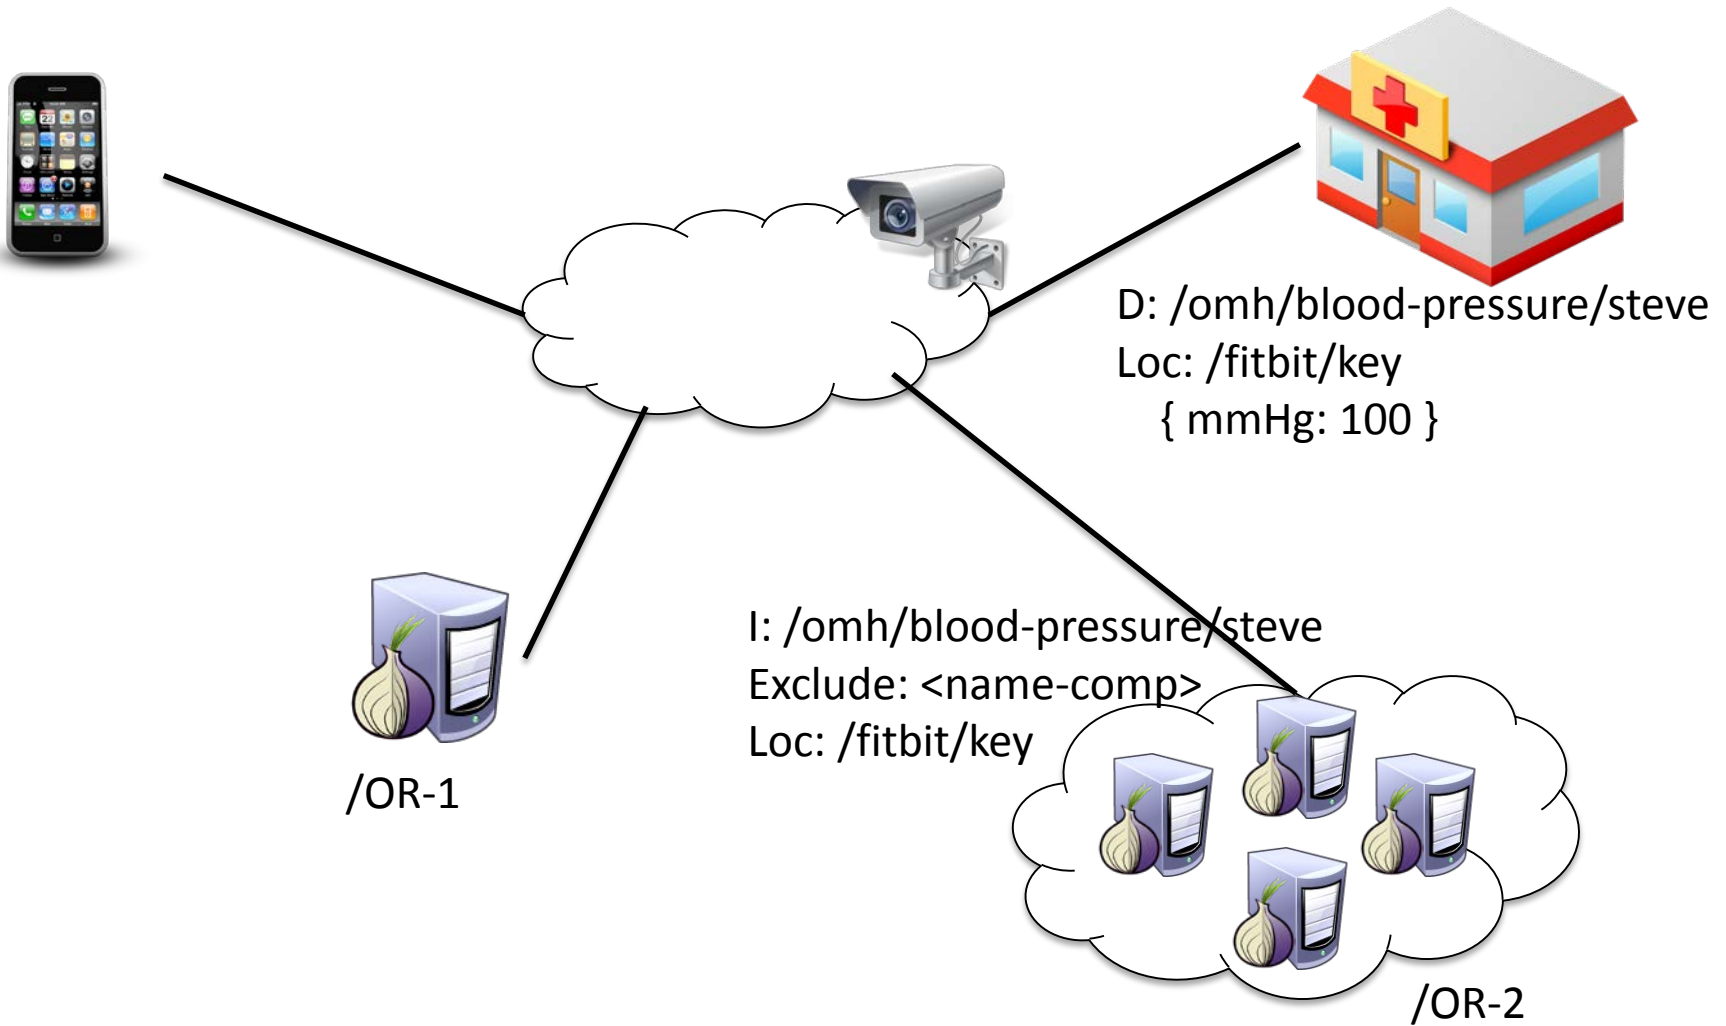 D: /omh/blood-pressure/steve
Loc: /fitbit/key
{ mmHg: 100 }
I: /omh/blood-pressure/steve
Exclude: <name-comp>
Loc: /fitbit/key
/OR-1
/OR-2